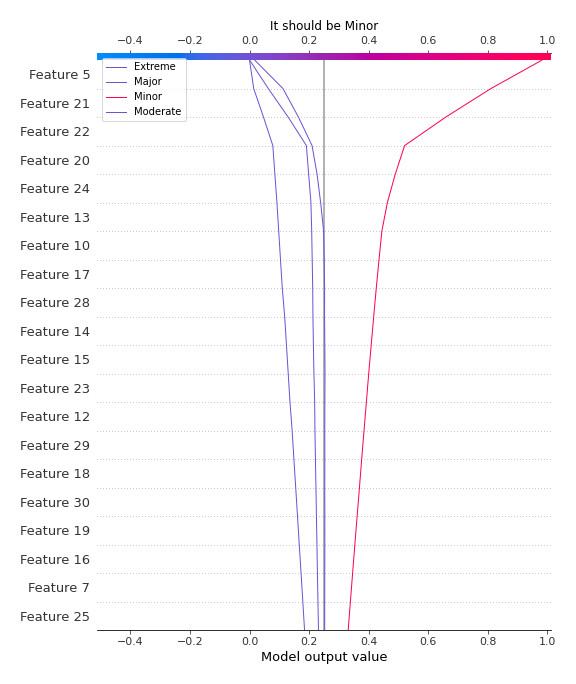 It should be Minor
−0.4 −0.2 0.0 0.2 0.4 0.6 0.8 1.0
Extreme
Major
Minor
Moderate
Feature 5
Feature 21
Feature 22
Feature 20
Feature 24
Feature 13
Feature 10
Feature 17
Feature 28
Feature 14
Feature 15
Feature 23
Feature 12
Feature 29
Feature 18
Feature 30
Feature 19
Feature 16
Feature 7
Feature 25
−0.4 −0.2 0.0 0.2 0.4 0.6 0.8 1.0
Model output value